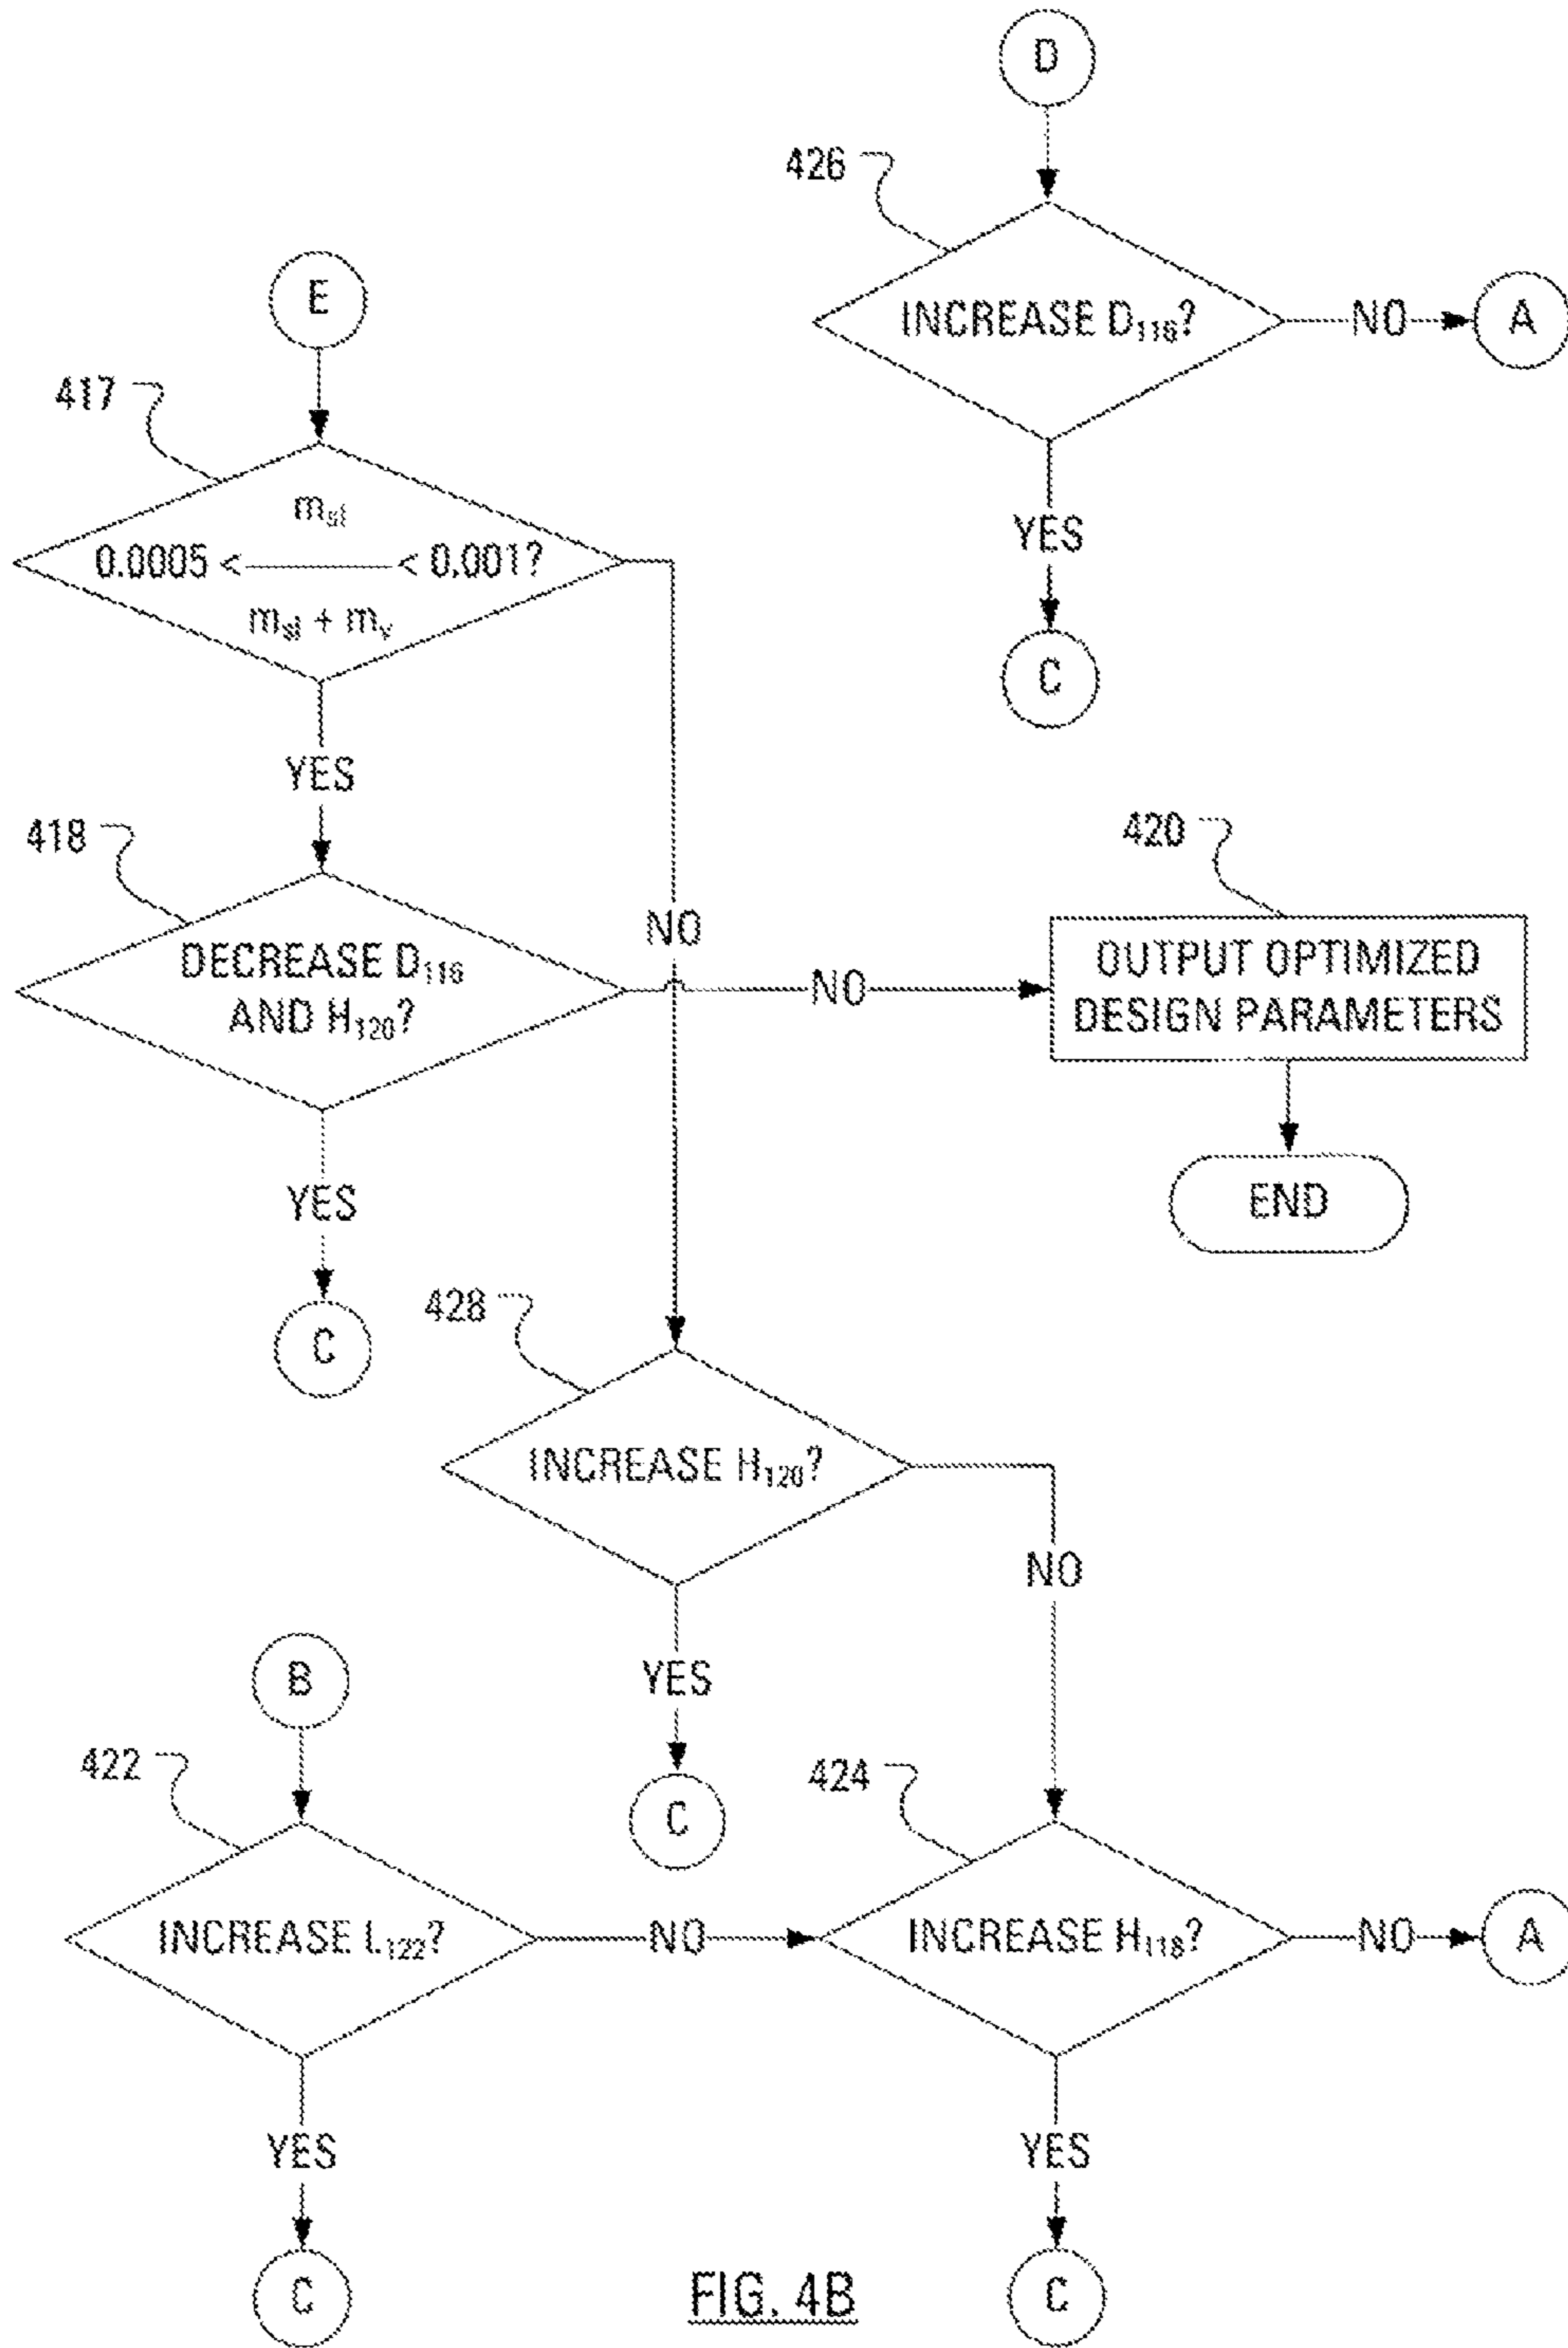 D
426
INCREASE D₁₁₆?
NO
A
YES
C
E
417
m_sl
0.0005 < ――― < 0.001?
m_sl + m_v
NO
YES
418
DECREASE D₁₁₆
AND H₁₂₀?
NO
YES
C
420
OUTPUT OPTIMIZED
DESIGN PARAMETERS
END
428
INCREASE H₁₂₀?
NO
YES
C
B
422
INCREASE L₁₂₂?
NO
YES
C
424
INCREASE H₁₁₈?
NO
A
YES
C
FIG. 4B